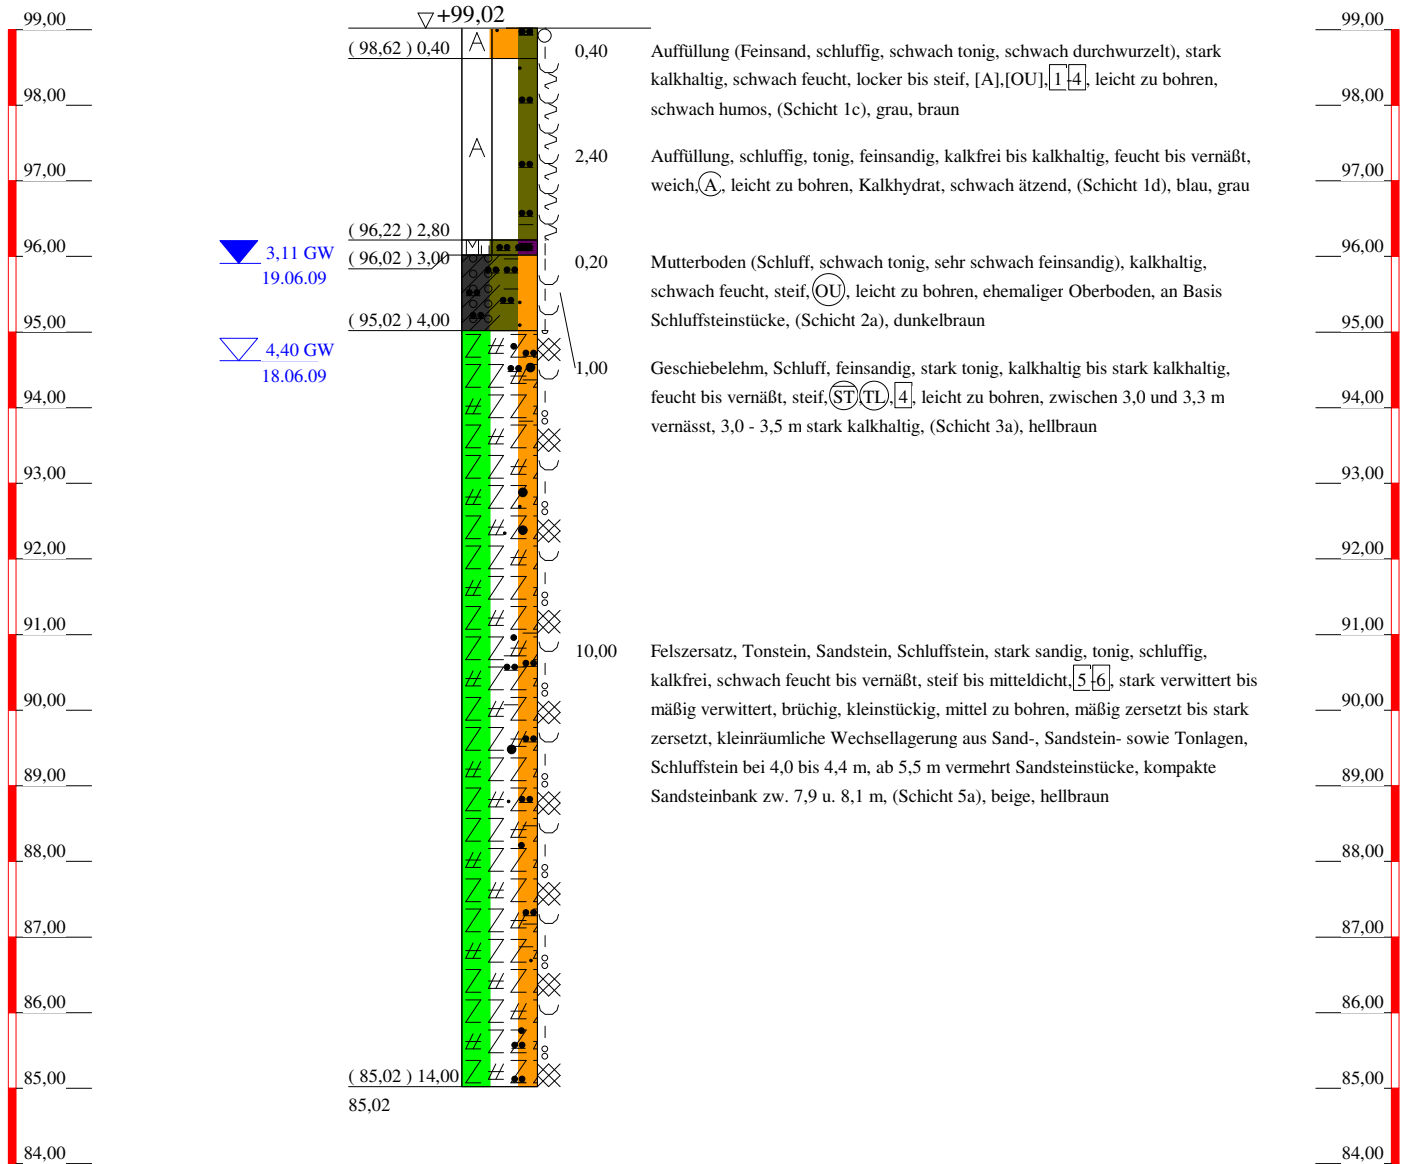 +99,02
99,00
98,00
97,00
96,00
95,00
94,00
93,00
92,00
91,00
90,00
89,00
88,00
87,00
86,00
85,00
84,00
3,11 GW
19.06.09
4,40 GW
18.06.09
( 98,62 ) 0,40
( 96,22 ) 2,80
( 96,02 ) 3,00
( 95,02 ) 4,00
( 85,02 ) 14,00
85,02
A
A
Mu
0,40
Auffüllung (Feinsand, schluffig, schwach tonig, schwach durchwurzelt), stark
kalkhaltig, schwach feucht, locker bis steif, [A],[OU], 1-4, leicht zu bohren,
schwach humos, (Schicht 1c), grau, braun
2,40
Auffüllung, schluffig, tonig, feinsandig, kalkfrei bis kalkhaltig, feucht bis vernäßt,
weich, A, leicht zu bohren, Kalkhydrat, schwach ätzend, (Schicht 1d), blau, grau
0,20
Mutterboden (Schluff, schwach tonig, sehr schwach feinsandig), kalkhaltig,
schwach feucht, steif, OU, leicht zu bohren, ehemaliger Oberboden, an Basis
Schluffsteinstücke, (Schicht 2a), dunkelbraun
1,00
Geschiebelehm, Schluff, feinsandig, stark tonig, kalkhaltig bis stark kalkhaltig,
feucht bis vernäßt, steif, ST, TL, 4, leicht zu bohren, zwischen 3,0 und 3,3 m
vernässt, 3,0 - 3,5 m stark kalkhaltig, (Schicht 3a), hellbraun
10,00
Felszersatz, Tonstein, Sandstein, Schluffstein, stark sandig, tonig, schluffig,
kalkfrei, schwach feucht bis vernäßt, steif bis mitteldicht, 5-6, stark verwittert bis
mäßig verwittert, brüchig, kleinstückig, mittel zu bohren, mäßig zersetzt bis stark
zersetzt, kleinräumliche Wechsellagerung aus Sand-, Sandstein- sowie Tonlagen,
Schluffstein bei 4,0 bis 4,4 m, ab 5,5 m vermehrt Sandsteinstücke, kompakte
Sandsteinbank zw. 7,9 u. 8,1 m, (Schicht 5a), beige, hellbraun
99,00
98,00
97,00
96,00
95,00
94,00
93,00
92,00
91,00
90,00
89,00
88,00
87,00
86,00
85,00
84,00